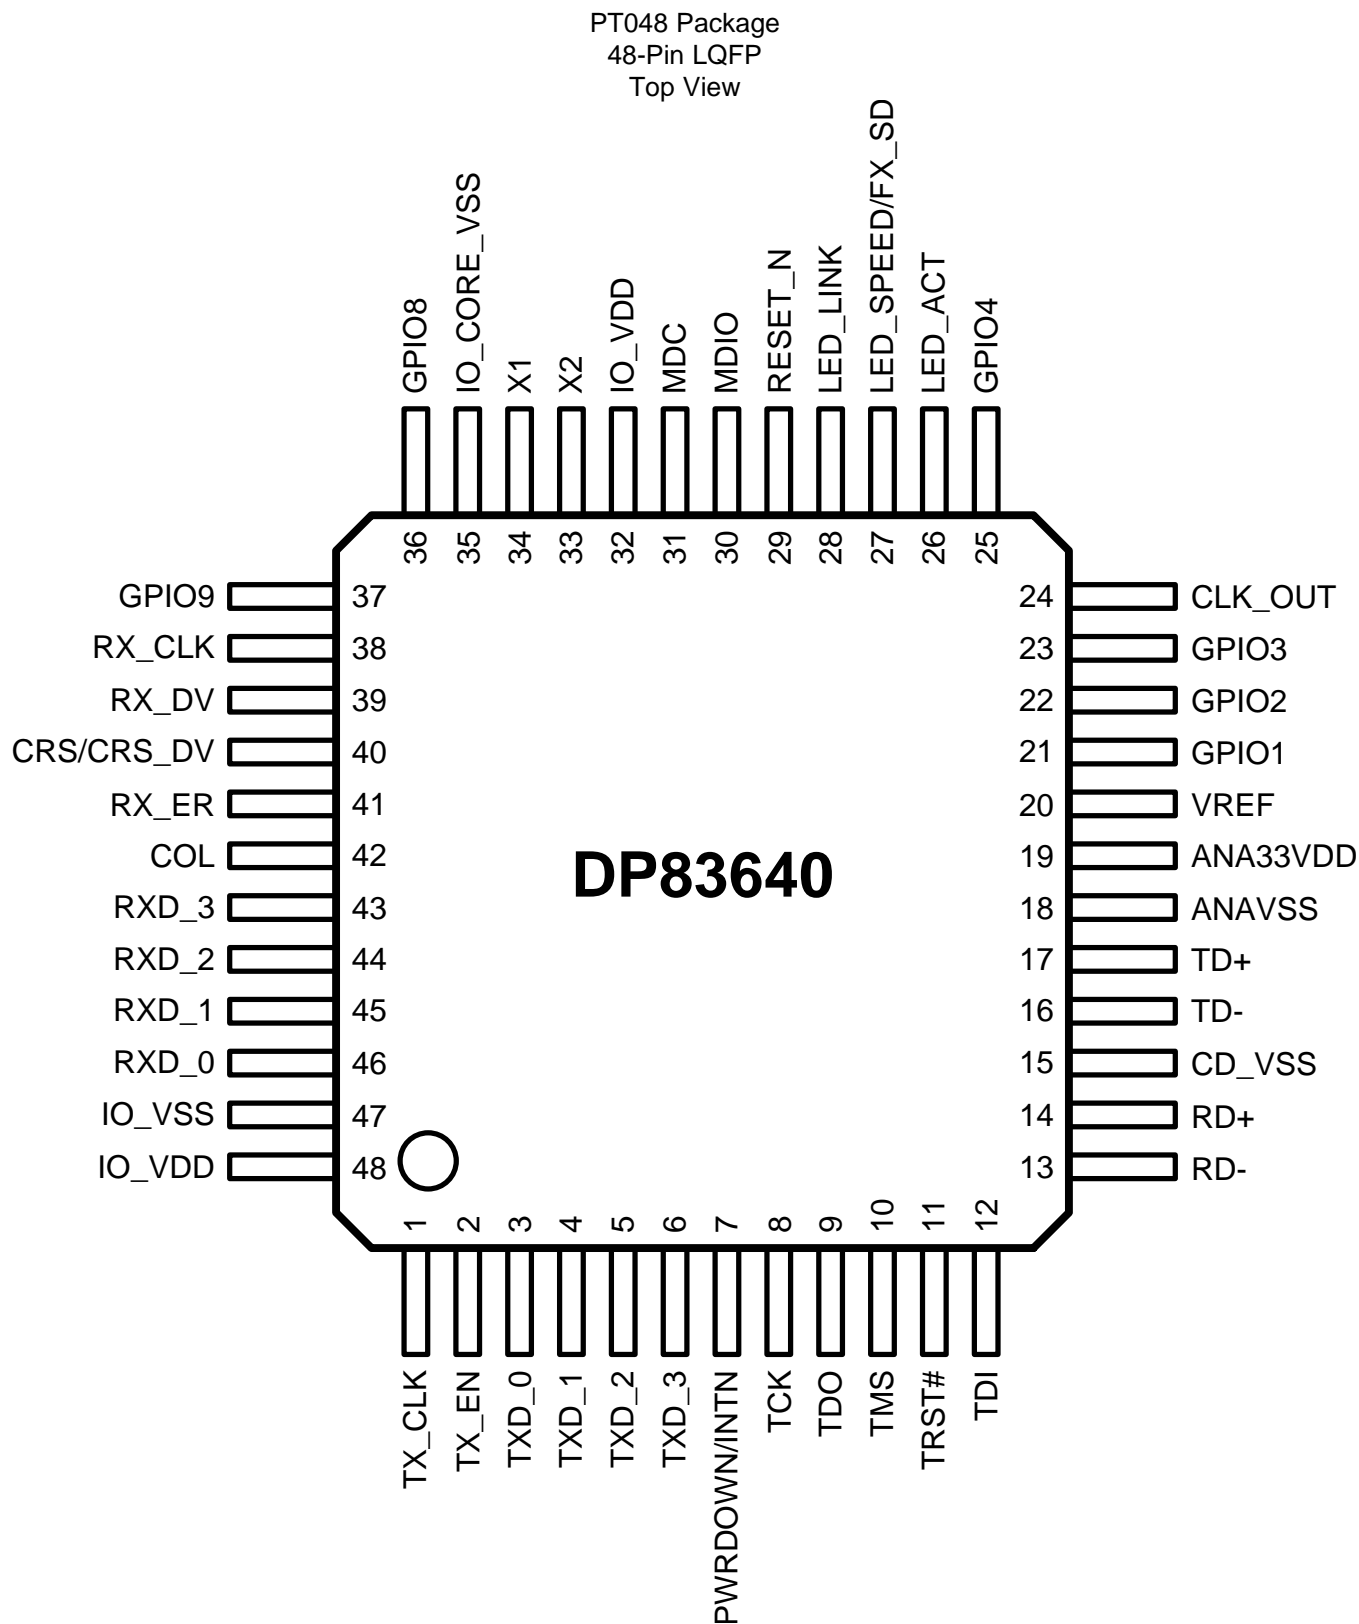 PT048 Package
48-Pin LQFP
Top View
GPIO8
IO_CORE_VSS
X1
X2
IO_VDD
MDC
MDIO
RESET_N
LED_LINK
LED_SPEED/FX_SD
LED_ACT
GPIO4
36
35
34
33
32
31
30
29
28
27
26
25
GPIO9 37
RX_CLK 38
RX_DV 39
CRS/CRS_DV 40
RX_ER 41
COL 42
RXD_3 43
RXD_2 44
RXD_1 45
RXD_0 46
IO_VSS 47
IO_VDD 48
DP83640
24 CLK_OUT
23 GPIO3
22 GPIO2
21 GPIO1
20 VREF
19 ANA33VDD
18 ANAVSS
17 TD+
16 TD-
15 CD_VSS
14 RD+
13 RD-
1
2
3
4
5
6
7
8
9
10
11
12
TX_CLK
TX_EN
TXD_0
TXD_1
TXD_2
TXD_3
PWRDOWN/INTN
TCK
TDO
TMS
TRST#
TDI